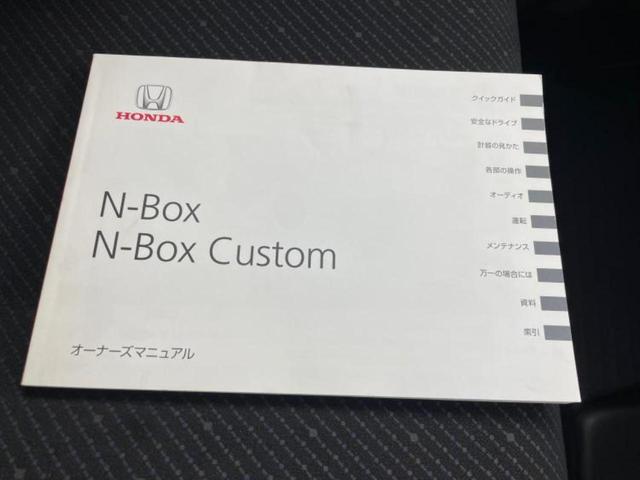 HONDA
N-Box
N-Box Custom
オーナーズマニュアル
クイックガイド
安全なドライブ
計器の見かた
各部の操作
オーディオ
運転
メンテナンス
万一の場合には
資料
索引